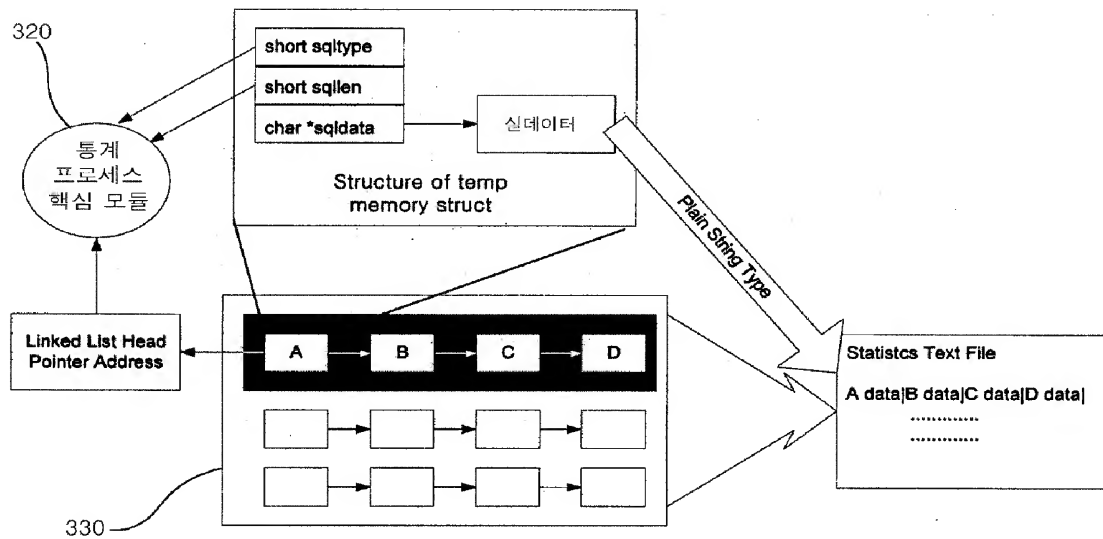 320
short sqltype
short sqllen
char *sqldata
실데이터
통계
프로세스
핵심 모듈
Structure of temp
memory struct
Plain String Type
Linked List Head
Pointer Address
A
B
C
D
Statistcs Text File
A data|B data|C data|D data|
..............
..............
330